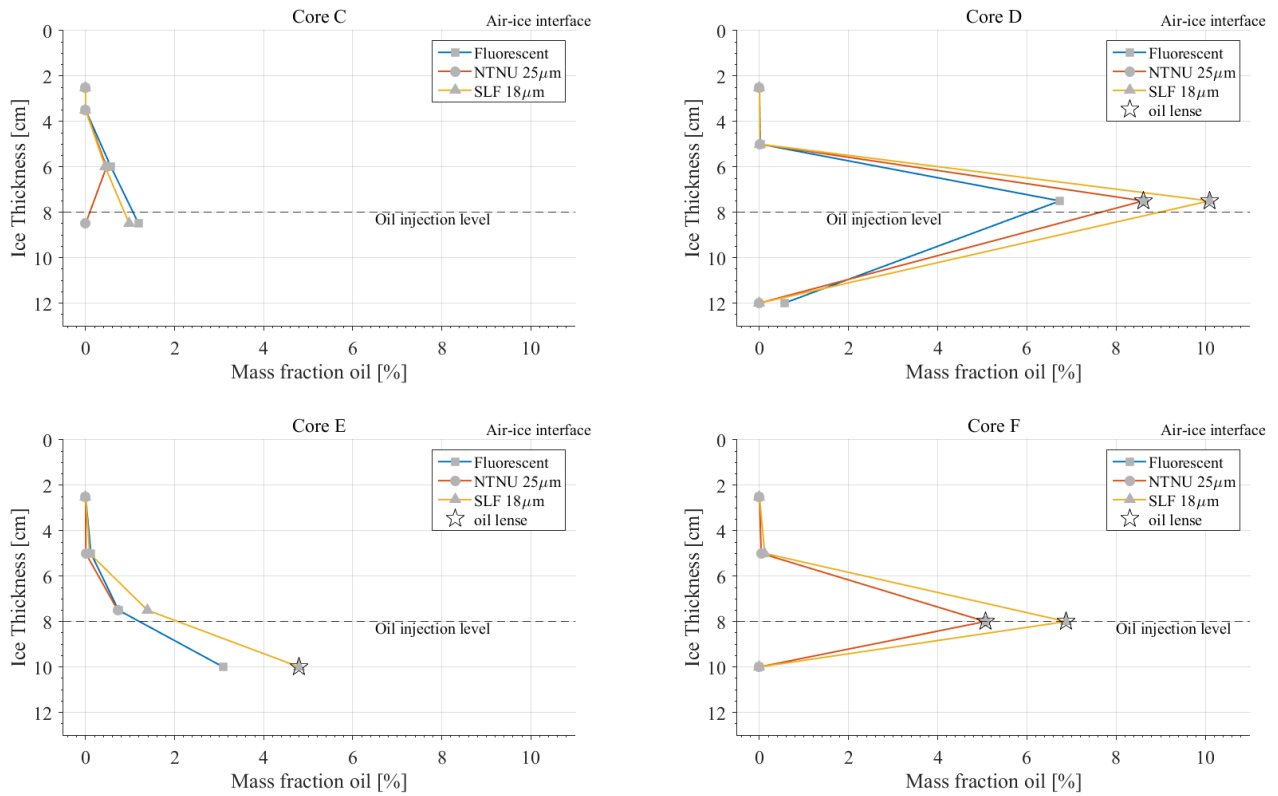 Core C
Air-ice interface
0
2
4
6
8
10
12
Ice Thickness [cm]
Fluorescent
NTNU 25μm
SLF 18μm
Oil injection level
0 2 4 6 8 10
Mass fraction oil [%]
Core D
Air-ice interface
0
2
4
6
8
10
12
Ice Thickness [cm]
Fluorescent
NTNU 25μm
SLF 18μm
oil lense
Oil injection level
0 2 4 6 8 10
Mass fraction oil [%]
Core E
Air-ice interface
0
2
4
6
8
10
12
Ice Thickness [cm]
Fluorescent
NTNU 25μm
SLF 18μm
oil lense
Oil injection level
0 2 4 6 8 10
Mass fraction oil [%]
Core F
Air-ice interface
0
2
4
6
8
10
12
Ice Thickness [cm]
Fluorescent
NTNU 25μm
SLF 18μm
oil lense
Oil injection level
0 2 4 6 8 10
Mass fraction oil [%]